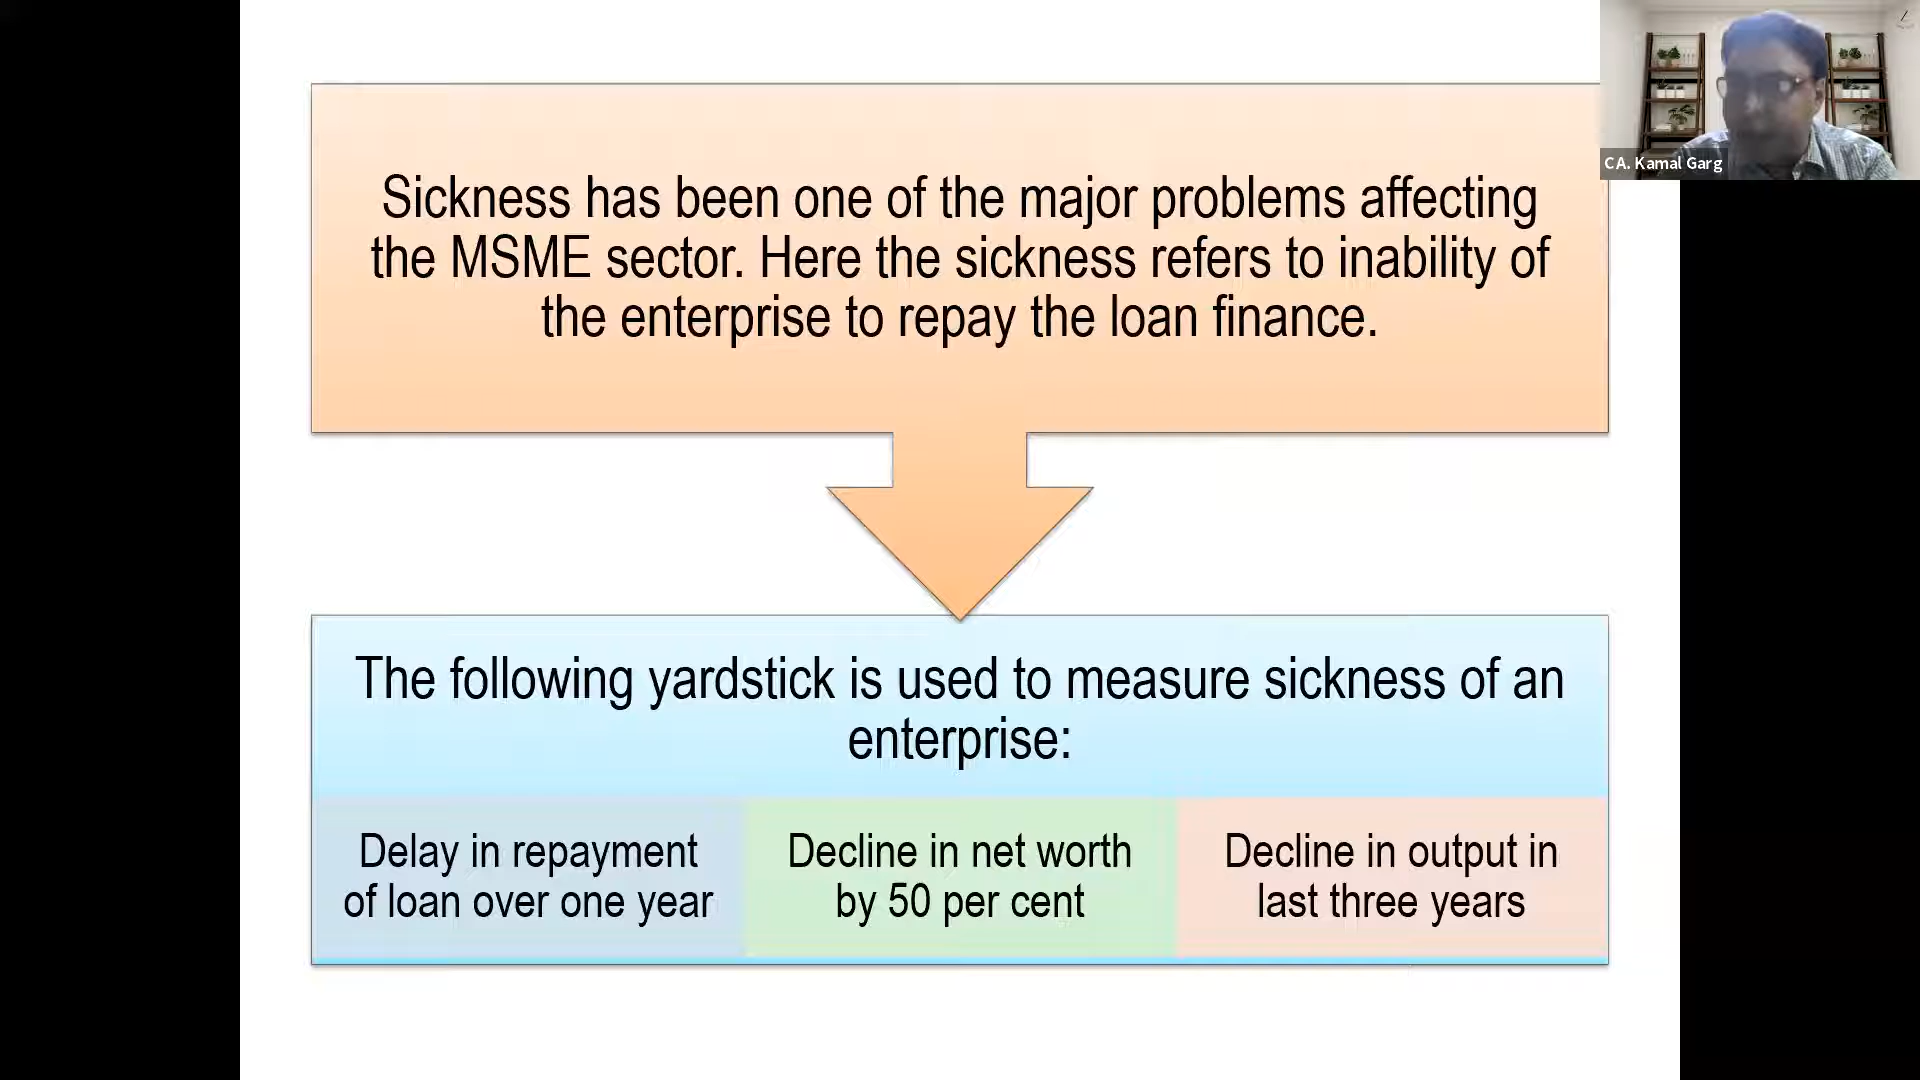 Sickness has been one of the major problems affecting
the MSME sector. Here the sickness refers to inability of
the enterprise to repay the loan finance.
CA. Kamal Garg
The following yardstick is used to measure sickness of an
enterprise:
Delay in repayment
of loan over one year
Decline in net worth
by 50 per cent
Decline in output in
last three years